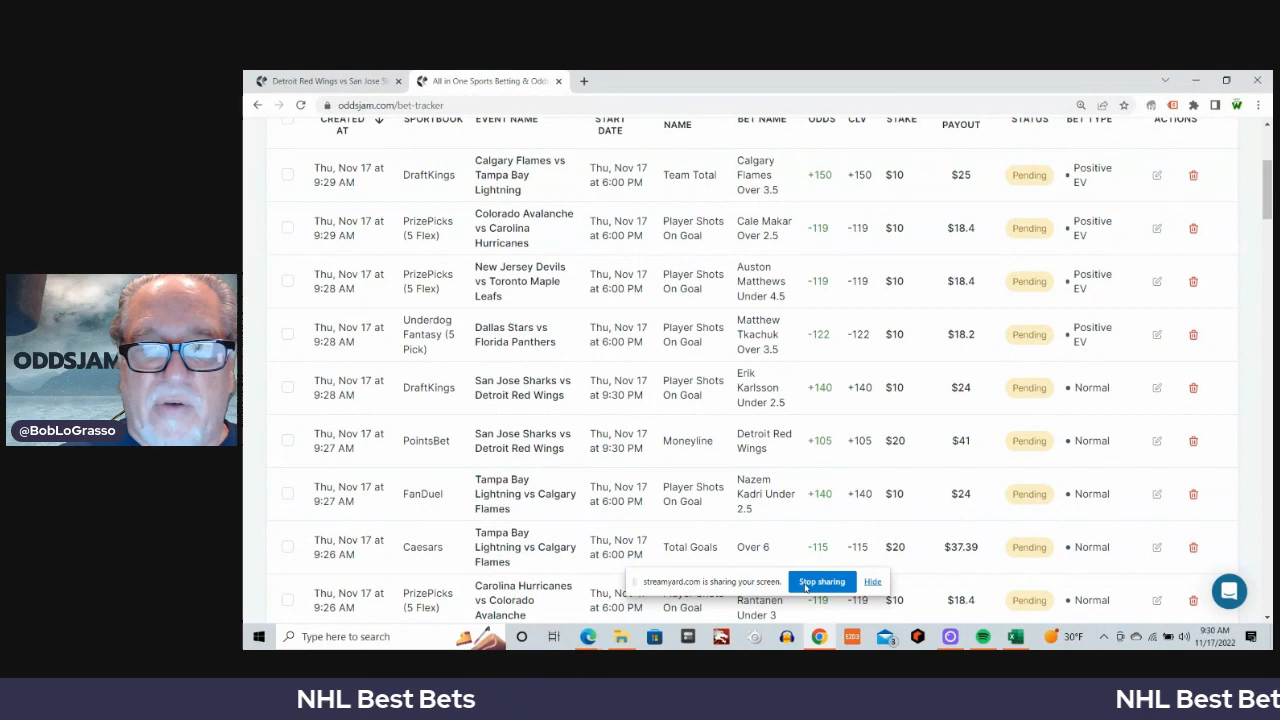 Detroit Red Wings vs San Jose S
All in One Sports Betting & Odd
oddsjam.com/bet-tracker
CREATED AT
SPORTBOOK
EVENT NAME
START DATE
NAME
BET NAME
ODDS
CLV
STAKE
PAYOUT
STATUS
BET TYPE
ACTIONS
Thu, Nov 17 at
9:29 AM
DraftKings
Calgary Flames vs
Tampa Bay
Lightning
Thu, Nov 17
at 6:00 PM
Team Total
Calgary
Flames
Over 3.5
+150
+150
$10
$25
Pending
• Positive
EV
Thu, Nov 17 at
9:29 AM
PrizePicks
(5 Flex)
Colorado Avalanche
vs Carolina
Hurricanes
Thu, Nov 17
at 6:00 PM
Player Shots
On Goal
Cale Makar
Over 2.5
-119
-119
$10
$18.4
Pending
• Positive
EV
Thu, Nov 17 at
9:28 AM
PrizePicks
(5 Flex)
New Jersey Devils
vs Toronto Maple
Leafs
Thu, Nov 17
at 6:00 PM
Player Shots
On Goal
Auston
Matthews
Under 4.5
-119
-119
$10
$18.4
Pending
• Positive
EV
Thu, Nov 17 at
9:28 AM
Underdog
Fantasy (5
Pick)
Dallas Stars vs
Florida Panthers
Thu, Nov 17
at 6:00 PM
Player Shots
On Goal
Matthew
Tkachuk
Over 3.5
-122
-122
$10
$18.2
Pending
• Positive
EV
Thu, Nov 17 at
9:28 AM
DraftKings
San Jose Sharks vs
Detroit Red Wings
Thu, Nov 17
at 9:30 PM
Player Shots
On Goal
Erik
Karlsson
Under 2.5
+140
+140
$10
$24
Pending
• Normal
Thu, Nov 17 at
9:27 AM
PointsBet
San Jose Sharks vs
Detroit Red Wings
Thu, Nov 17
at 9:30 PM
Moneyline
Detroit Red
Wings
+105
+105
$20
$41
Pending
• Normal
Thu, Nov 17 at
9:27 AM
FanDuel
Tampa Bay
Lightning vs Calgary
Flames
Thu, Nov 17
at 6:00 PM
Player Shots
On Goal
Nazem
Kadri Under
2.5
+140
+140
$10
$24
Pending
• Normal
Thu, Nov 17 at
9:26 AM
Caesars
Tampa Bay
Lightning vs Calgary
Flames
Thu, Nov 17
at 6:00 PM
Total Goals
Over 6
-115
-115
$20
$37.39
Pending
• Normal
Thu, Nov 17 at
9:26 AM
PrizePicks
(5 Flex)
Carolina Hurricanes
vs Colorado
Avalanche
Thu, Nov 17
at 6:00 PM
On Goal
Rantanen
Under 3
-119
-119
$10
$18.4
Pending
• Normal
streamyard.com is sharing your screen.
Stop sharing
Hide
Type here to search
30°F
9:30 AM
11/17/2022
ODDSJAM
@BobLoGrasso
NHL Best Bets
NHL Best Bet